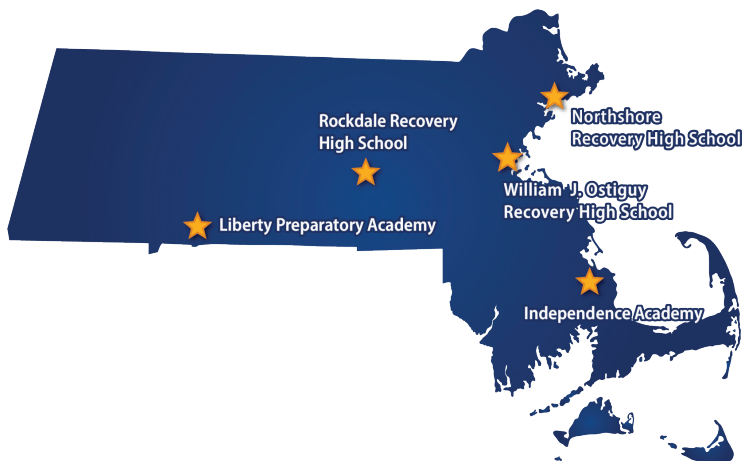 Rockdale Recovery
High School
Northshore
Recovery High School
William J. Ostiguy
Recovery High School
Liberty Preparatory Academy
Independence Academy